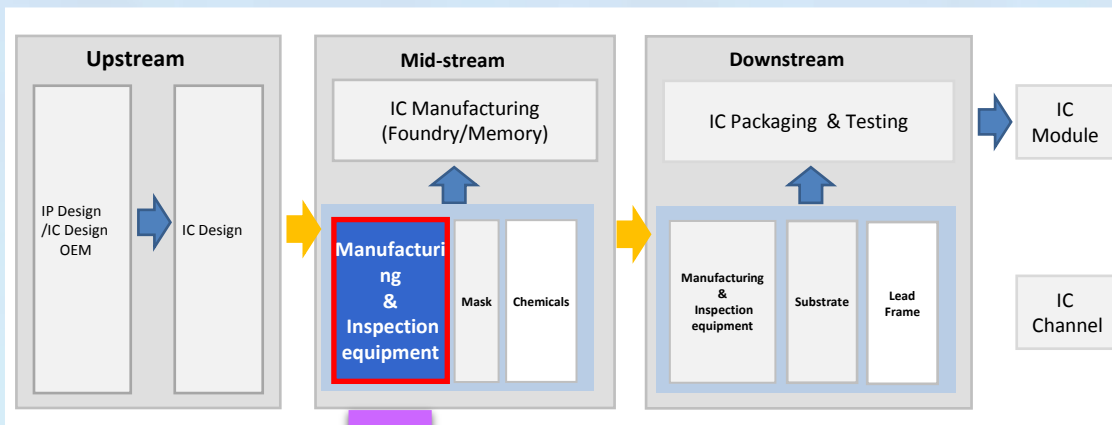 Upstream
IP Design
/IC Design
OEM
IC Design
Mid-stream
IC Manufacturing
(Foundry/Memory)
Manufacturi
ng
&
Inspection
equipment
Mask
Chemicals
Downstream
IC Packaging & Testing
Manufacturing
&
Inspection
equipment
Substrate
Lead
Frame
IC
Module
IC
Channel